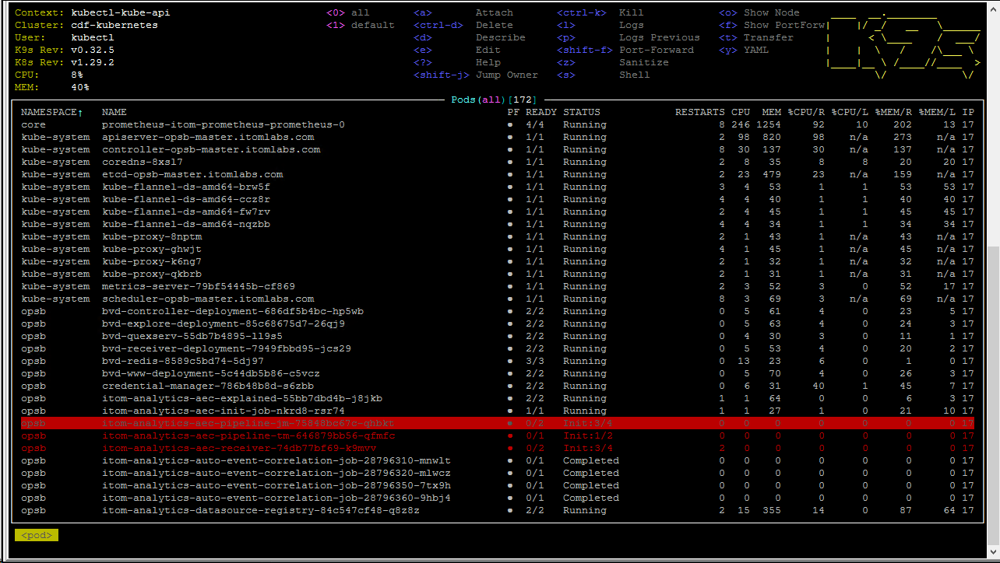 Context: kubectl-kube-api <0> all <a> Attach <ctrl-k> Kill <o> Show Node
Cluster: cdf-kubernetes <1> default <ctrl-d> Delete <l> Logs <f> Show PortForw
User: kubectl <d> Describe <p> Logs Previous <t> Transfer
K9s Rev: v0.32.5 <e> Edit <shift-f> Port-Forward <y> YAML
K8s Rev: v1.29.2 <?> Help <z> Sanitize
CPU: 8% <shift-j> Jump Owner <s> Shell
MEM: 40%
Pods(all)[172]
NAMESPACE↑ NAME PF READY STATUS RESTARTS CPU MEM %CPU/R %CPU/L %MEM/R %MEM/L IP
core prometheus-itom-prometheus-prometheus-0 ● 4/4 Running 8 246 1254 92 10 202 13 17
kube-system apiserver-opsb-master.itomlabs.com ● 1/1 Running 2 98 820 98 n/a 273 n/a 17
kube-system controller-opsb-master.itomlabs.com ● 1/1 Running 8 30 137 30 n/a 137 n/a 17
kube-system coredns-8xsl7 ● 1/1 Running 2 8 35 8 8 20 20 17
kube-system etcd-opsb-master.itomlabs.com ● 1/1 Running 2 23 479 23 n/a 159 n/a 17
kube-system kube-flannel-ds-amd64-brw5f ● 1/1 Running 3 4 53 1 1 53 53 17
kube-system kube-flannel-ds-amd64-ccz8r ● 1/1 Running 4 4 40 1 1 40 40 17
kube-system kube-flannel-ds-amd64-fw7rv ● 1/1 Running 2 4 45 1 1 45 45 17
kube-system kube-flannel-ds-amd64-nqzbb ● 1/1 Running 4 4 34 1 1 34 34 17
kube-system kube-proxy-8nptm ● 1/1 Running 2 1 43 1 n/a 43 n/a 17
kube-system kube-proxy-ghwjt ● 1/1 Running 4 1 45 1 n/a 45 n/a 17
kube-system kube-proxy-k6ng7 ● 1/1 Running 2 1 32 1 n/a 32 n/a 17
kube-system kube-proxy-qkbrb ● 1/1 Running 2 1 31 1 n/a 31 n/a 17
kube-system metrics-server-79bf54445b-cf869 ● 1/1 Running 2 3 52 3 0 52 17 17
kube-system scheduler-opsb-master.itomlabs.com ● 1/1 Running 8 3 69 3 n/a 69 n/a 17
opsb bvd-controller-deployment-686df5b4bc-hp5wb ● 2/2 Running 0 5 61 4 0 23 5 17
opsb bvd-explore-deployment-85c68675d7-26qj9 ● 2/2 Running 0 5 63 4 0 24 3 17
opsb bvd-quexserv-55db7b4895-ll9s5 ● 2/2 Running 0 4 30 3 0 11 1 17
opsb bvd-receiver-deployment-7949fbbd95-jcs29 ● 2/2 Running 0 5 53 4 0 20 2 17
opsb bvd-redis-8589c5bd74-5dj97 ● 3/3 Running 0 13 23 6 0 1 0 17
opsb bvd-www-deployment-5c44db5b86-c5vcz ● 2/2 Running 0 5 70 4 0 26 3 17
opsb credential-manager-786b48b8d-s6zbb ● 2/2 Running 0 6 31 40 1 45 7 17
opsb itom-analytics-aec-explained-55bb7dbd4b-j8jkb ● 2/2 Running 1 1 64 0 0 6 3 17
opsb itom-analytics-aec-init-job-nkrd8-rsr74 ● 1/1 Running 1 1 27 1 0 21 10 17
opsb itom-analytics-aec-pipeline-jm-75848bc67c-ghbkt ● 0/2 Init:3/4 0 0 0 0 0 0 0 17
opsb itom-analytics-aec-pipeline-tm-646879bb56-qfmfc ● 0/1 Init:1/2 0 0 0 0 0 0 0 17
opsb itom-analytics-aec-receiver-74db77bf69-k9mvv ● 0/2 Init:3/4 2 0 0 0 0 0 0 17
opsb itom-analytics-auto-event-correlation-job-28796310-mnwlt ● 0/1 Completed 0 0 0 0 0 0 0 17
opsb itom-analytics-auto-event-correlation-job-28796320-mlwcz ● 0/1 Completed 0 0 0 0 0 0 0 17
opsb itom-analytics-auto-event-correlation-job-28796350-7tx9h ● 0/1 Completed 0 0 0 0 0 0 0 17
opsb itom-analytics-auto-event-correlation-job-28796360-9hbj4 ● 0/1 Completed 0 0 0 0 0 0 0 17
opsb itom-analytics-datasource-registry-84c547cf48-q8z8z ● 2/2 Running 2 15 355 14 0 87 64 17
<pod>